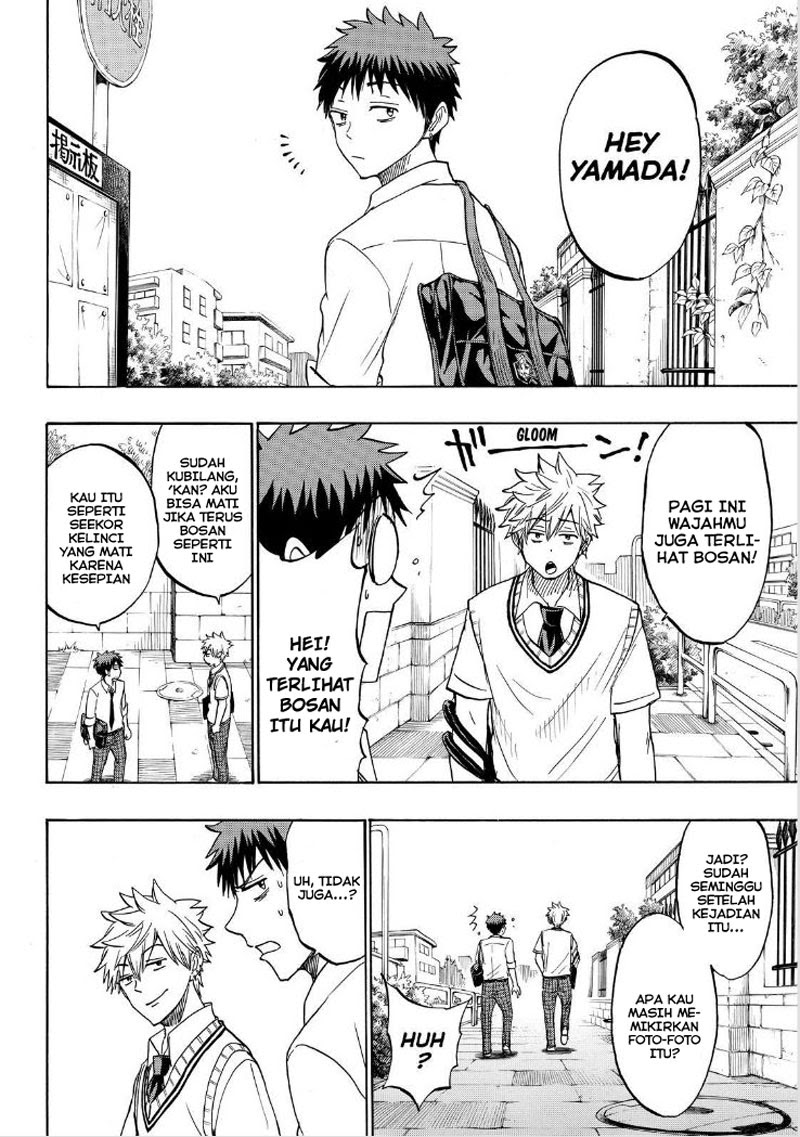 掲示板
HEY
YAMADA!
ガ
GLOOM
ーン!
PAGI INI
WAJAHMU
JUGA TERLI-
HAT BOSAN!
HEI!
YANG
TERLIHAT
BOSAN
ITU KAU!
SUDAH
KUBILANG,
'KAN? AKU
BISA MATI
JIKA TERUS
BOSAN
SEPERTI
INI
KAU ITU
SEPERTI
SEEKOR
KELINCI
YANG MATI
KARENA
KESEPIAN
JADI?
SUDAH
SEMINGGU
SETELAH
KEJADIAN
ITU...
APA KAU
MASIH ME-
MIKIRKAN
FOTO-FOTO
ITU?
HUH
?
UH, TIDAK
JUGA...?